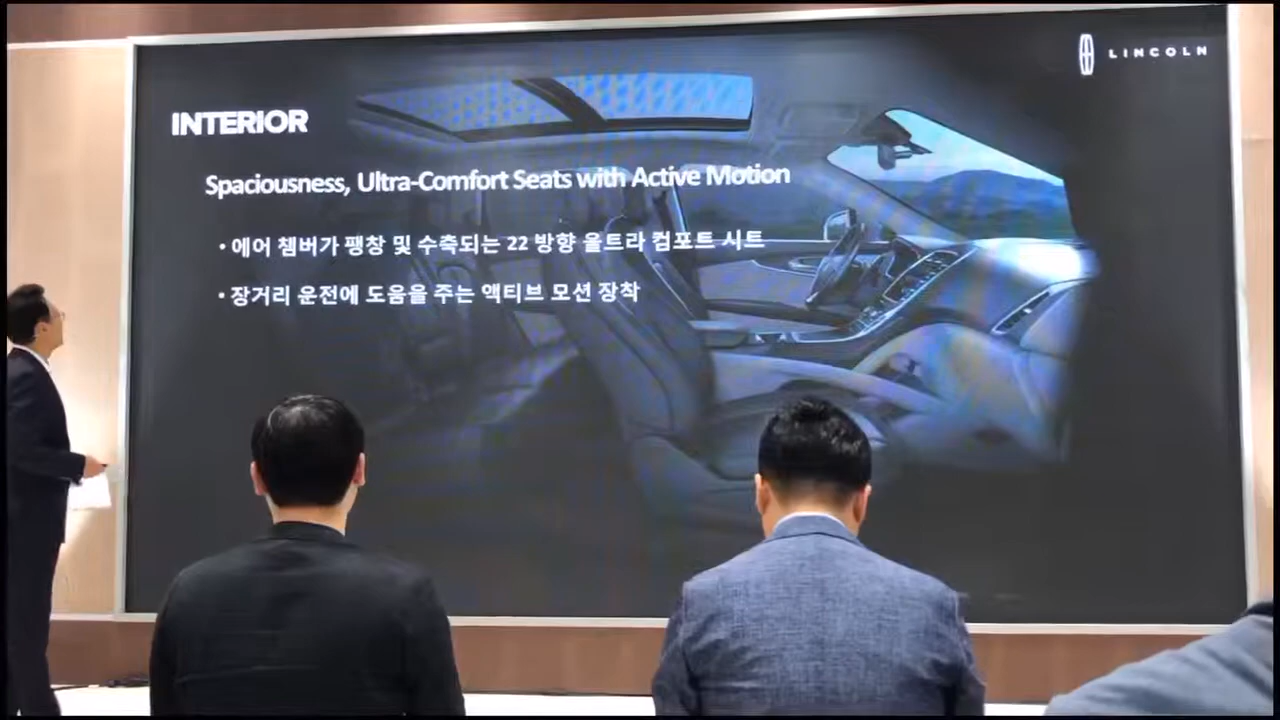 LINCOLN
INTERIOR
Spaciousness, Ultra-Comfort Seats with Active Motion
• 에어 쳄버가 팽창 및 수축되는 22 방향 울트라 컴포트 시트
• 장거리 운전에 도움을 주는 액티브 모션 장착